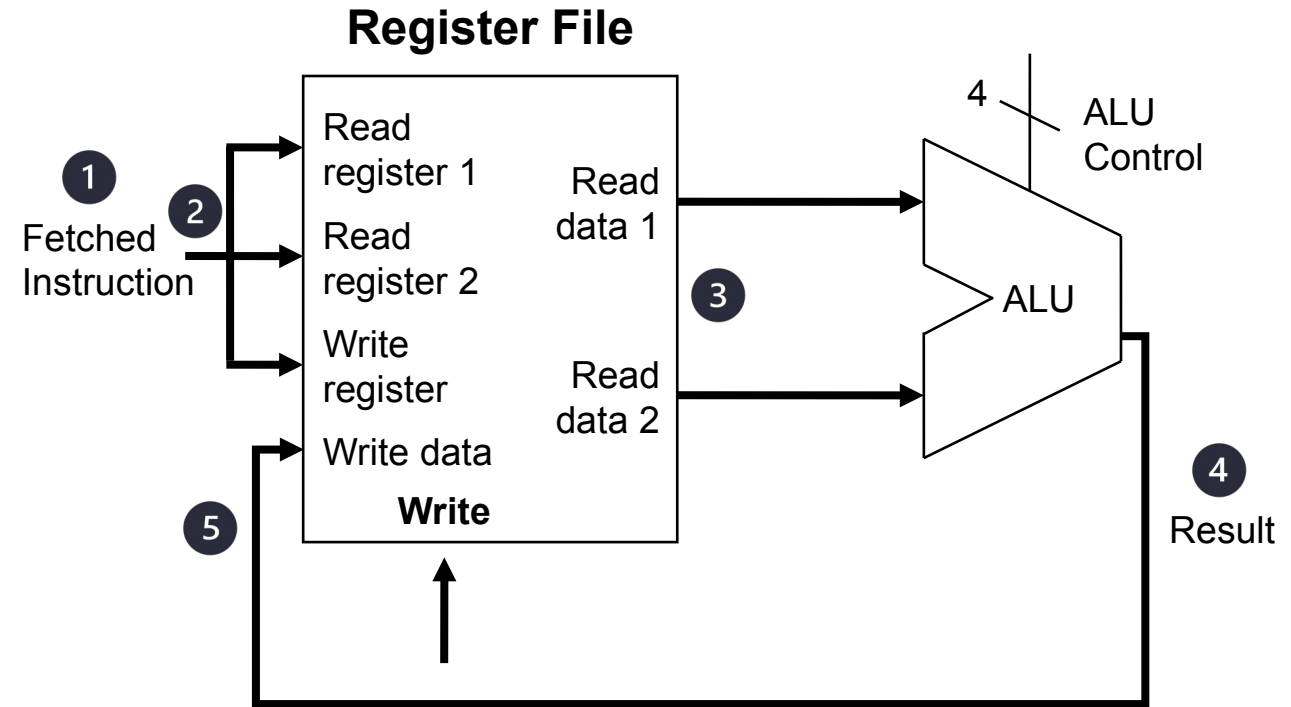 Register File
1
Fetched
Instruction
2
Read
register 1
Read
register 2
Write
register
Write data
Write
Read
data 1
Read
data 2
3
4
ALU
Control
ALU
4
Result
5